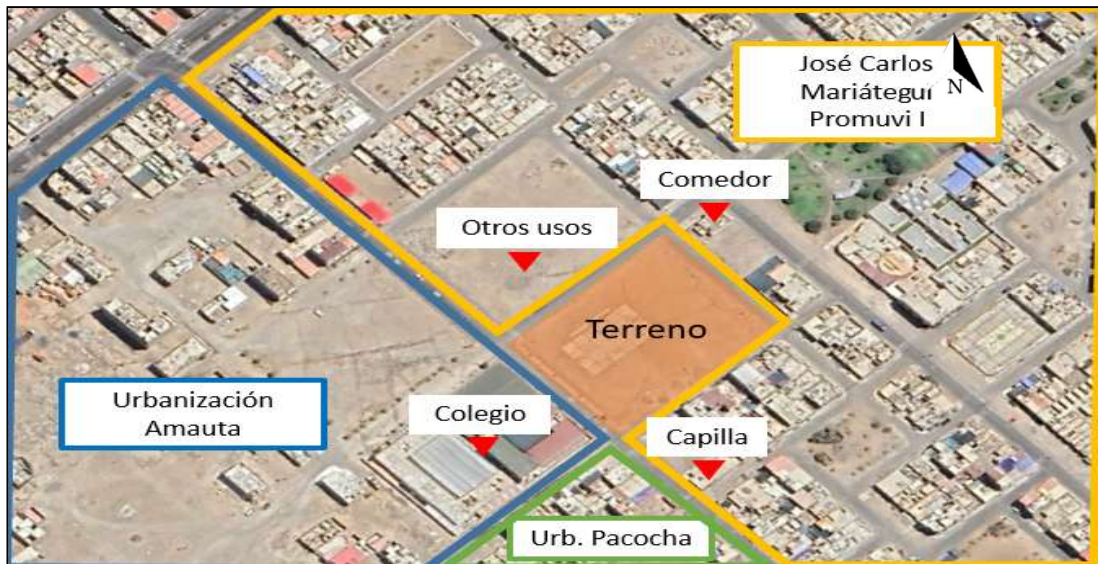 José Carlos
Mariátegui
Promuvi I
N
Comedor
Otros usos
Terreno
Urbanización
Amauta
Colegio
Capilla
Urb. Pacocha